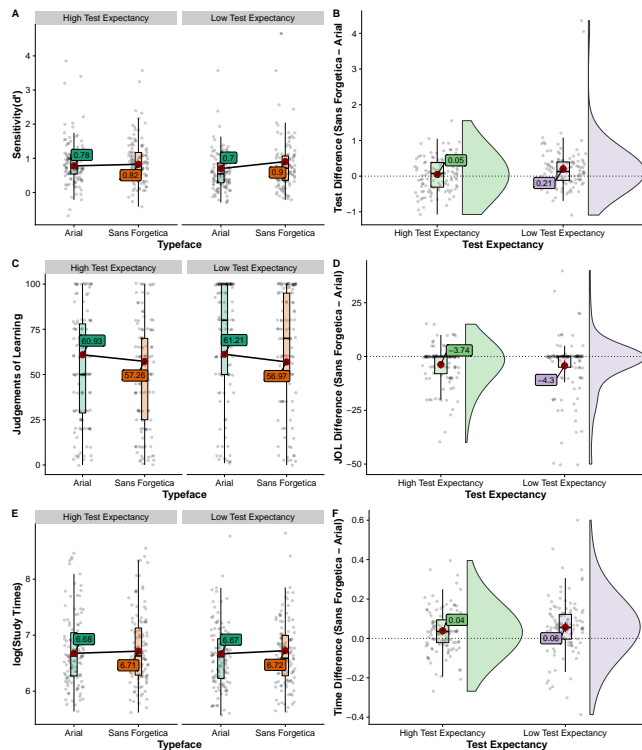 A
High Test Expectancy Low Test Expectancy
Sensitivity(d')
4
2
0
0.78
0.82
0.7
0.9
Arial Sans Forgetica Arial Sans Forgetica
Typeface
B
Test Difference (Sans Forgetica − Arial)
4
3
2
1
0
−1
0.05
0.21
High Test Expectancy Low Test Expectancy
Test Expectancy
C
High Test Expectancy Low Test Expectancy
Judgements of Learning
100
75
50
25
0
60.93
57.26
61.21
56.97
Arial Sans Forgetica Arial Sans Forgetica
Typeface
D
JOL Difference (Sans Forgetica − Arial)
25
0
−25
−50
−3.74
−4.3
High Test Expectancy Low Test Expectancy
Test Expectancy
E
High Test Expectancy Low Test Expectancy
log(Study Times)
8
7
6
6.68
6.71
6.67
6.72
Arial Sans Forgetica Arial Sans Forgetica
Typeface
F
Time Difference (Sans Forgetica − Arial)
0.6
0.4
0.2
0.0
−0.2
−0.4
0.04
0.06
High Test Expectancy Low Test Expectancy
Test Expectancy